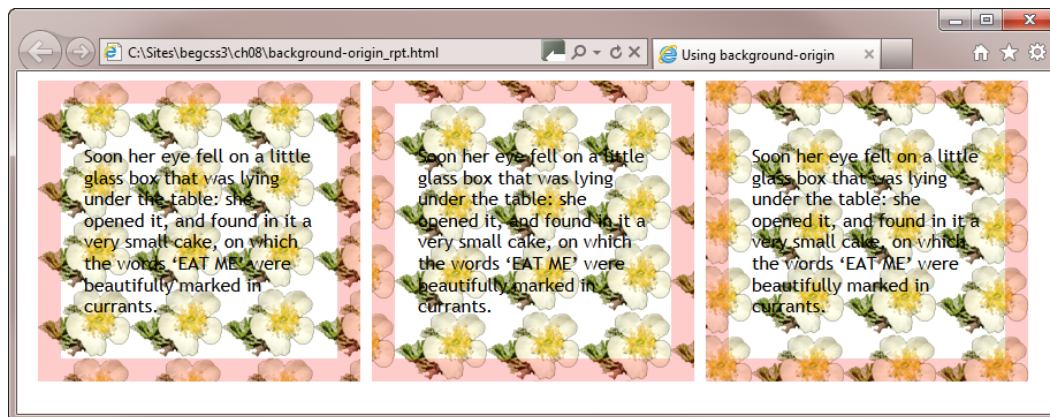 C:\Sites\begcss3\ch08\background-origin_rpt.html
Using background-origin
Soon her eye fell on a little
glass box that was lying
under the table: she
opened it, and found in it a
very small cake, on which
the words ‘EAT ME’ were
beautifully marked in
currants.
Soon her eye fell on a little
glass box that was lying
under the table: she
opened it, and found in it a
very small cake, on which
the words ‘EAT ME’ were
beautifully marked in
currants.
Soon her eye fell on a little
glass box that was lying
under the table: she
opened it, and found in it a
very small cake, on which
the words ‘EAT ME’ were
beautifully marked in
currants.